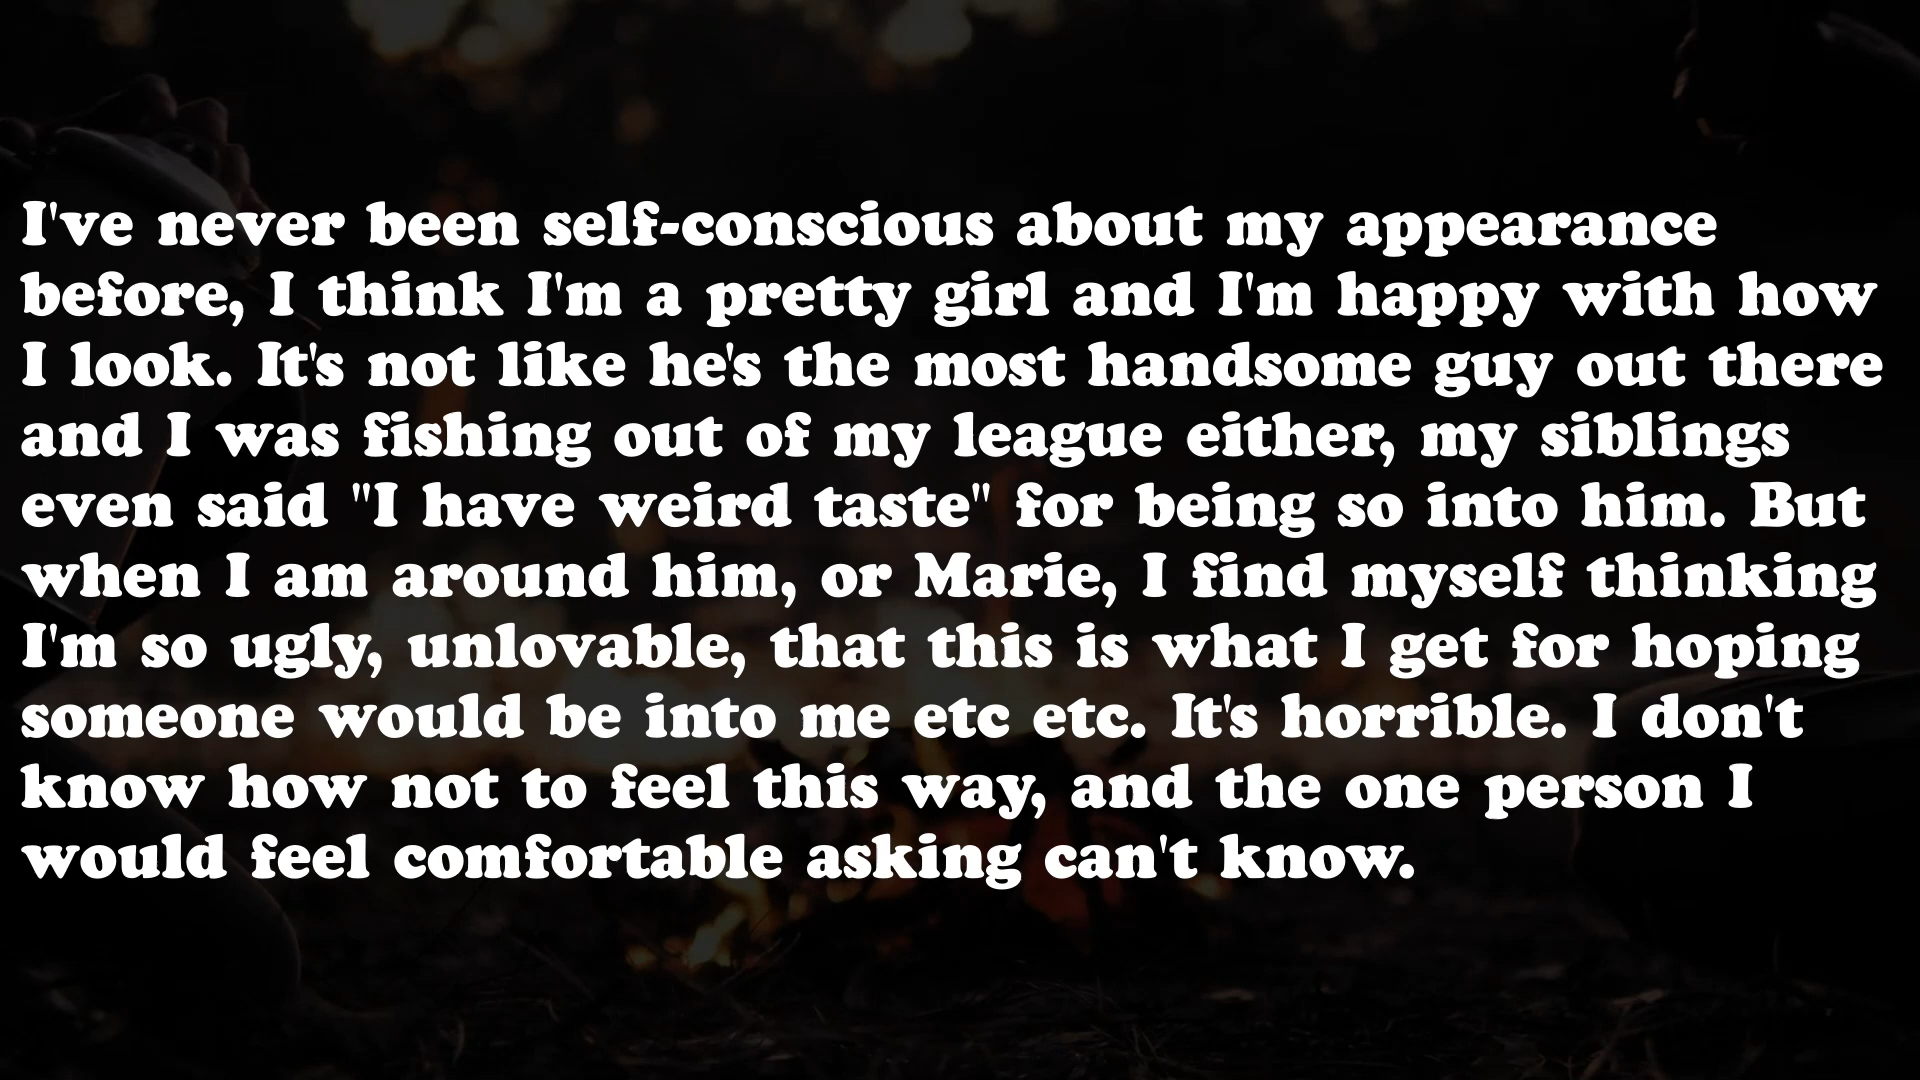 I've never been self-conscious about my appearance
before, I think I'm a pretty girl and I'm happy with how
I look. It's not like he's the most handsome guy out there
and I was fishing out of my league either, my siblings
even said "I have weird taste" for being so into him. But
when I am around him, or Marie, I find myself thinking
I'm so ugly, unlovable, that this is what I get for hoping
someone would be into me etc etc. It's horrible. I don't
know how not to feel this way, and the one person I
would feel comfortable asking can't know.